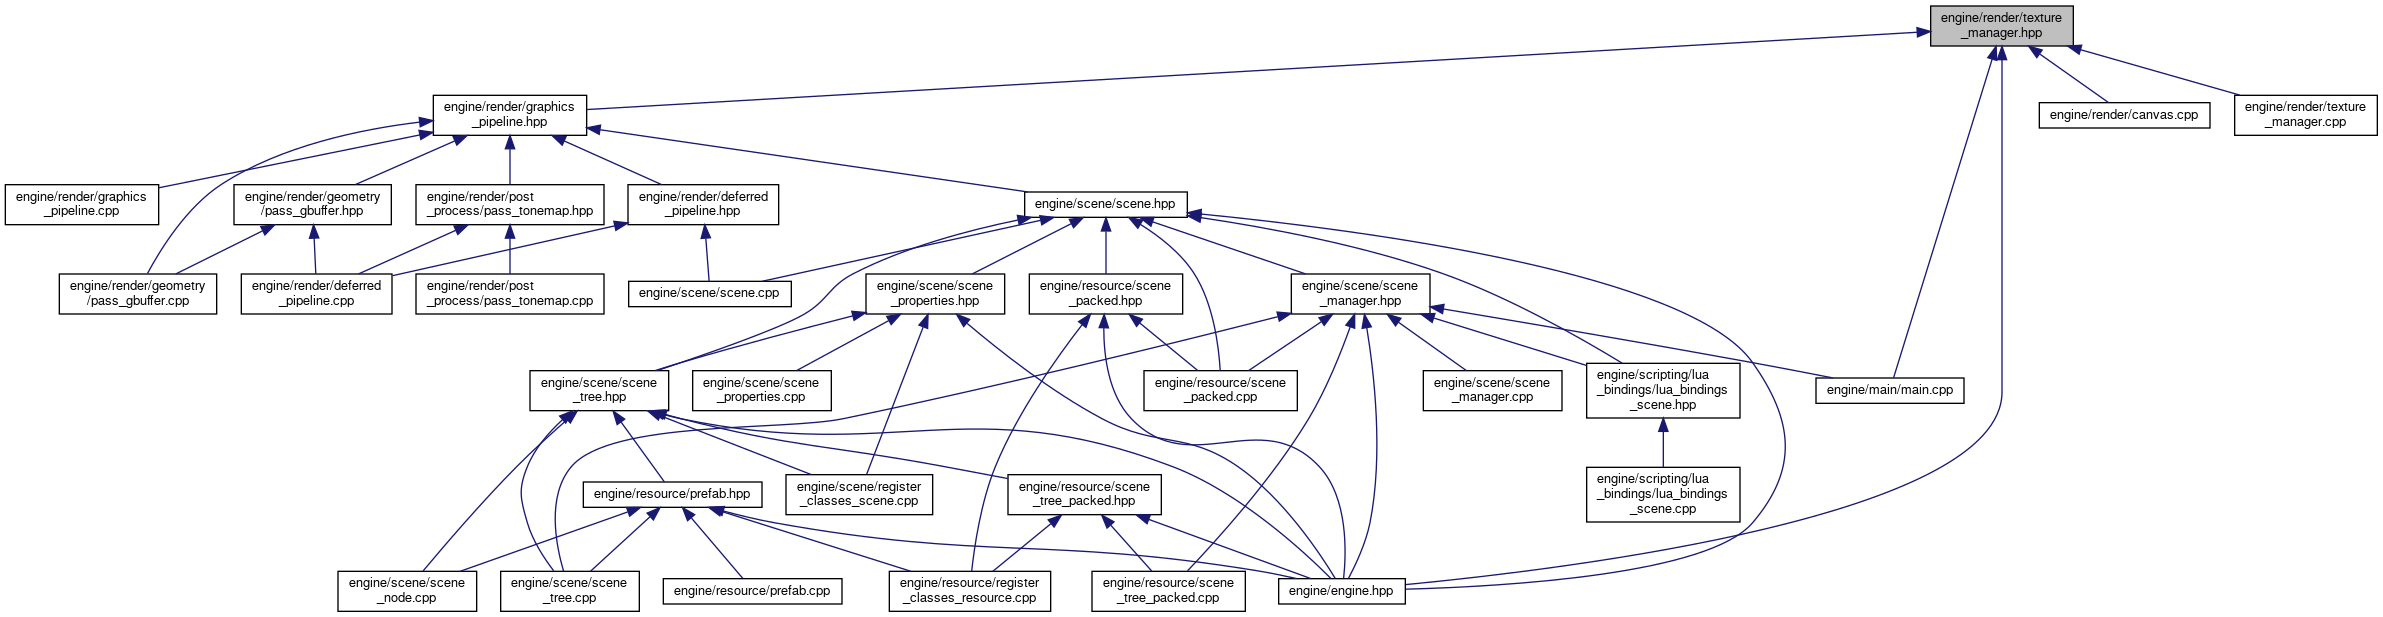 engine/render/texture
_manager.hpp
engine/render/graphics
_pipeline.hpp
engine/render/canvas.cpp
engine/render/texture
_manager.cpp
engine/render/graphics
_pipeline.cpp
engine/render/geometry
/pass_gbuffer.hpp
engine/render/post
_process/pass_tonemap.hpp
engine/render/deferred
_pipeline.hpp
engine/scene/scene.hpp
engine/render/geometry
/pass_gbuffer.cpp
engine/render/deferred
_pipeline.cpp
engine/render/post
_process/pass_tonemap.cpp
engine/scene/scene.cpp
engine/scene/scene
_properties.hpp
engine/resource/scene
_packed.hpp
engine/scene/scene
_manager.hpp
engine/scene/scene
_tree.hpp
engine/scene/scene
_properties.cpp
engine/resource/scene
_packed.cpp
engine/scene/scene
_manager.cpp
engine/scripting/lua
_bindings/lua_bindings
_scene.hpp
engine/main/main.cpp
engine/resource/prefab.hpp
engine/scene/register
_classes_scene.cpp
engine/resource/scene
_tree_packed.hpp
engine/scripting/lua
_bindings/lua_bindings
_scene.cpp
engine/scene/scene
_node.cpp
engine/scene/scene
_tree.cpp
engine/resource/prefab.cpp
engine/resource/register
_classes_resource.cpp
engine/resource/scene
_tree_packed.cpp
engine/engine.hpp